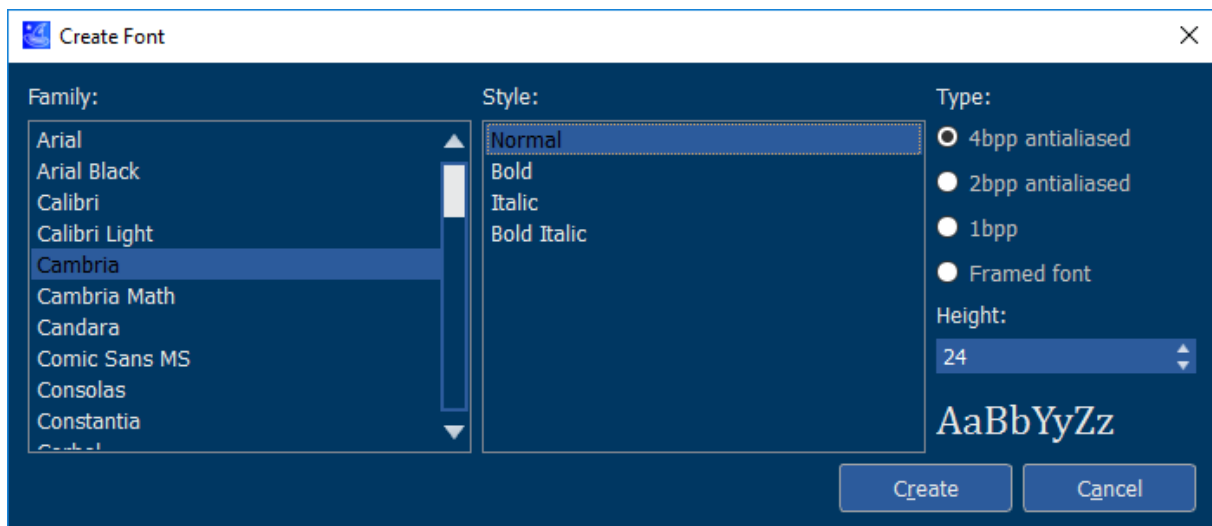 Create Font
Family:
Arial
Arial Black
Calibri
Calibri Light
Cambria
Cambria Math
Candara
Comic Sans MS
Consolas
Constantia
Style:
Normal
Bold
Italic
Bold Italic
Type:
4bpp antialiased
2bpp antialiased
1bpp
Framed font
Height:
24
AaBbYyZz
Create
Cancel